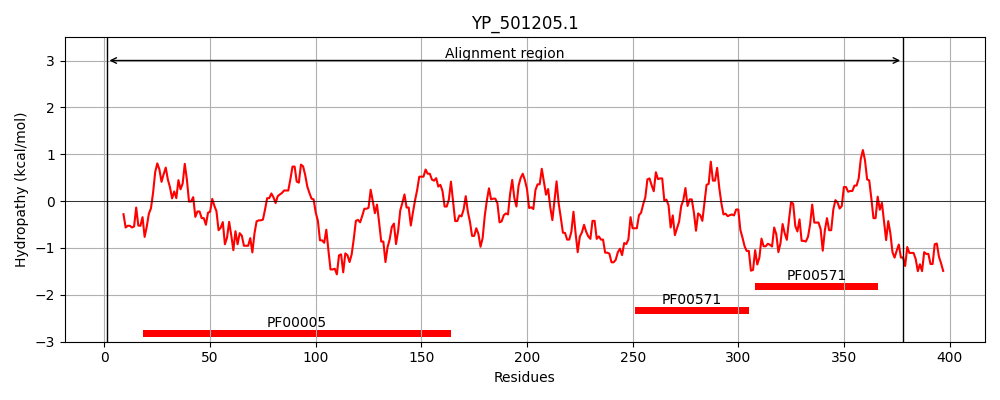 YP_501205.1
Alignment region
3
2
1
0
−1
−2
−3
Hydropathy (kcal/mol)
PF00571
PF00571
PF00005
0
50
100
150
200
250
300
350
400
Residues